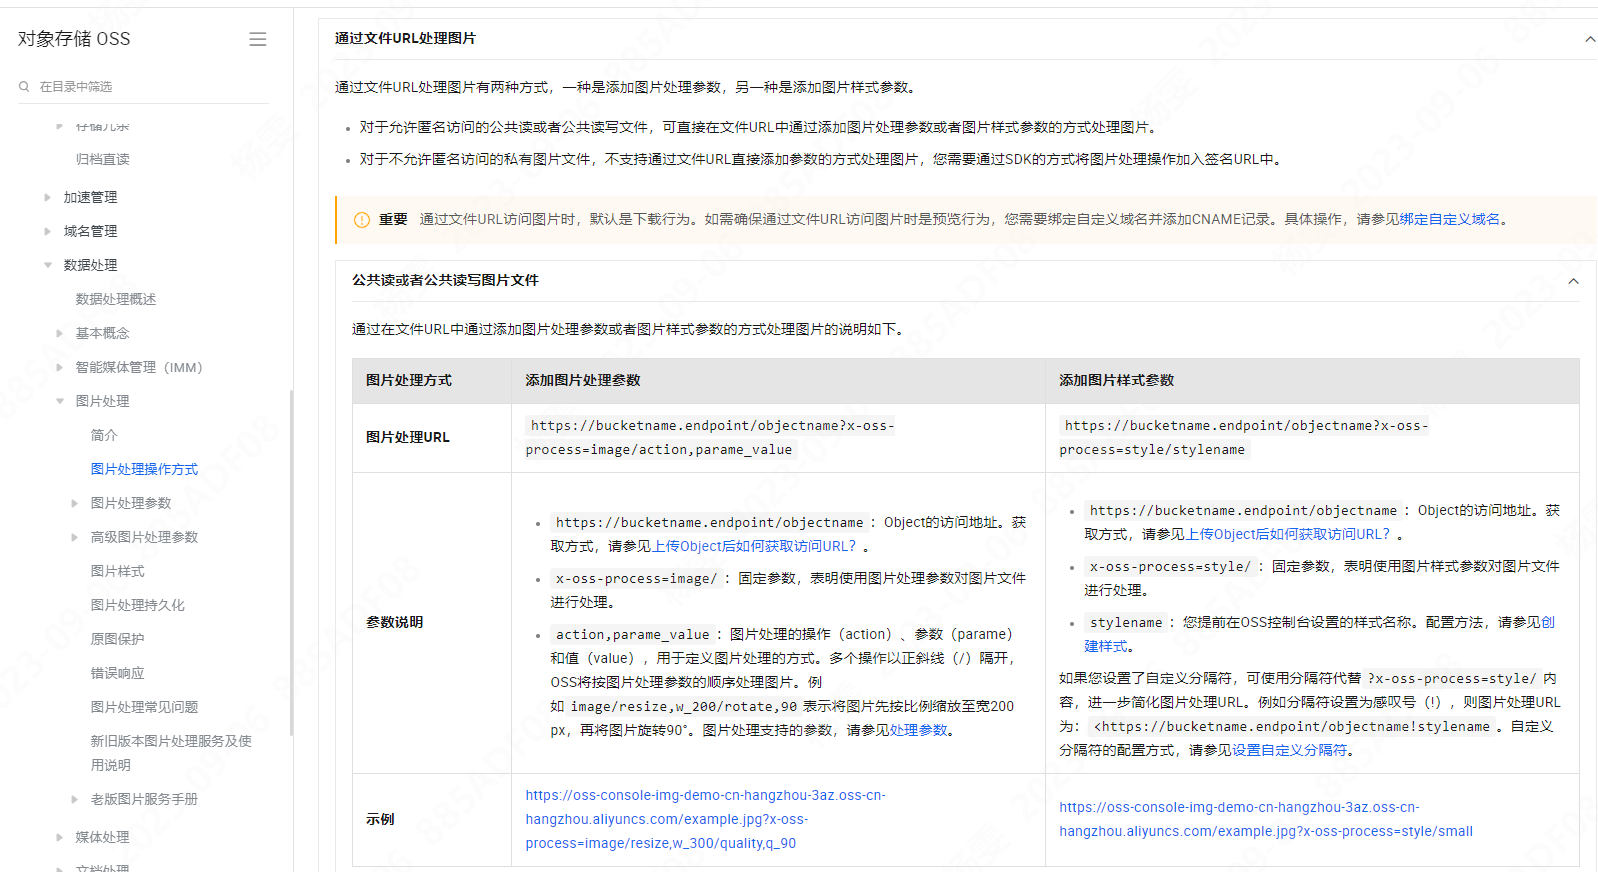 对象存储 OSS
在目录中筛选
存储冗余
归档直读
加速管理
域名管理
数据处理
数据处理概述
基本概念
智能媒体管理（IMM）
图片处理
简介
图片处理操作方式
图片处理参数
高级图片处理参数
图片样式
图片处理持久化
原图保护
错误响应
图片处理常见问题
新旧版本图片处理服务及使
用说明
老版图片服务手册
媒体处理
文档处理
通过文件URL处理图片
通过文件URL处理图片有两种方式，一种是添加图片处理参数，另一种是添加图片样式参数。
对于允许匿名访问的公共读或者公共读写文件，可直接在文件URL中通过添加图片处理参数或者图片样式参数的方式处理图片。
对于不允许匿名访问的私有图片文件，不支持通过文件URL直接添加参数的方式处理图片，您需要通过SDK的方式将图片处理操作加入签名URL中。
重要 通过文件URL访问图片时，默认是下载行为。如需确保通过文件URL访问图片时是预览行为，您需要绑定自定义域名并添加CNAME记录。具体操作，请参见绑定自定义域名。
公共读或者公共读写图片文件
通过在文件URL中通过添加图片处理参数或者图片样式参数的方式处理图片的说明如下。
图片处理方式 添加图片处理参数 添加图片样式参数
图片处理URL
https://bucketname.endpoint/objectname?x-oss-
process=image/action,parame_value
https://bucketname.endpoint/objectname?x-oss-
process=style/stylename
参数说明
https://bucketname.endpoint/objectname ：Object的访问地址。获
取方式，请参见上传Object后如何获取访问URL？。
x-oss-process=image/ ：固定参数，表明使用图片处理参数对图片文件
进行处理。
action,parame_value ：图片处理的操作（action）、参数（parame）
和值（value），用于定义图片处理的方式。多个操作以正斜线（/）隔开，
OSS将按图片处理参数的顺序处理图片。例
如 image/resize,w_200/rotate,90 表示将图片先按比例缩放至宽200
px，再将图片旋转90°。图片处理支持的参数，请参见处理参数。
https://bucketname.endpoint/objectname ：Object的访问地址。获
取方式，请参见上传Object后如何获取访问URL？。
x-oss-process=style/ ：固定参数，表明使用图片样式参数对图片文件
进行处理。
stylename ：您提前在OSS控制台设置的样式名称。配置方法，请参见创
建样式。
如果您设置了自定义分隔符，可使用分隔符代替 ?x-oss-process=style/ 内
容，进一步简化图片处理URL。例如分隔符设置为感叹号（!），则图片处理URL
为： <https://bucketname.endpoint/objectname!stylename 。自定义
分隔符的配置方式，请参见设置自定义分隔符。
示例
https://oss-console-img-demo-cn-hangzhou-3az.oss-cn-
hangzhou.aliyuncs.com/example.jpg?x-oss-
process=image/resize,w_300/quality,q_90
https://oss-console-img-demo-cn-hangzhou-3az.oss-cn-
hangzhou.aliyuncs.com/example.jpg?x-oss-process=style/small